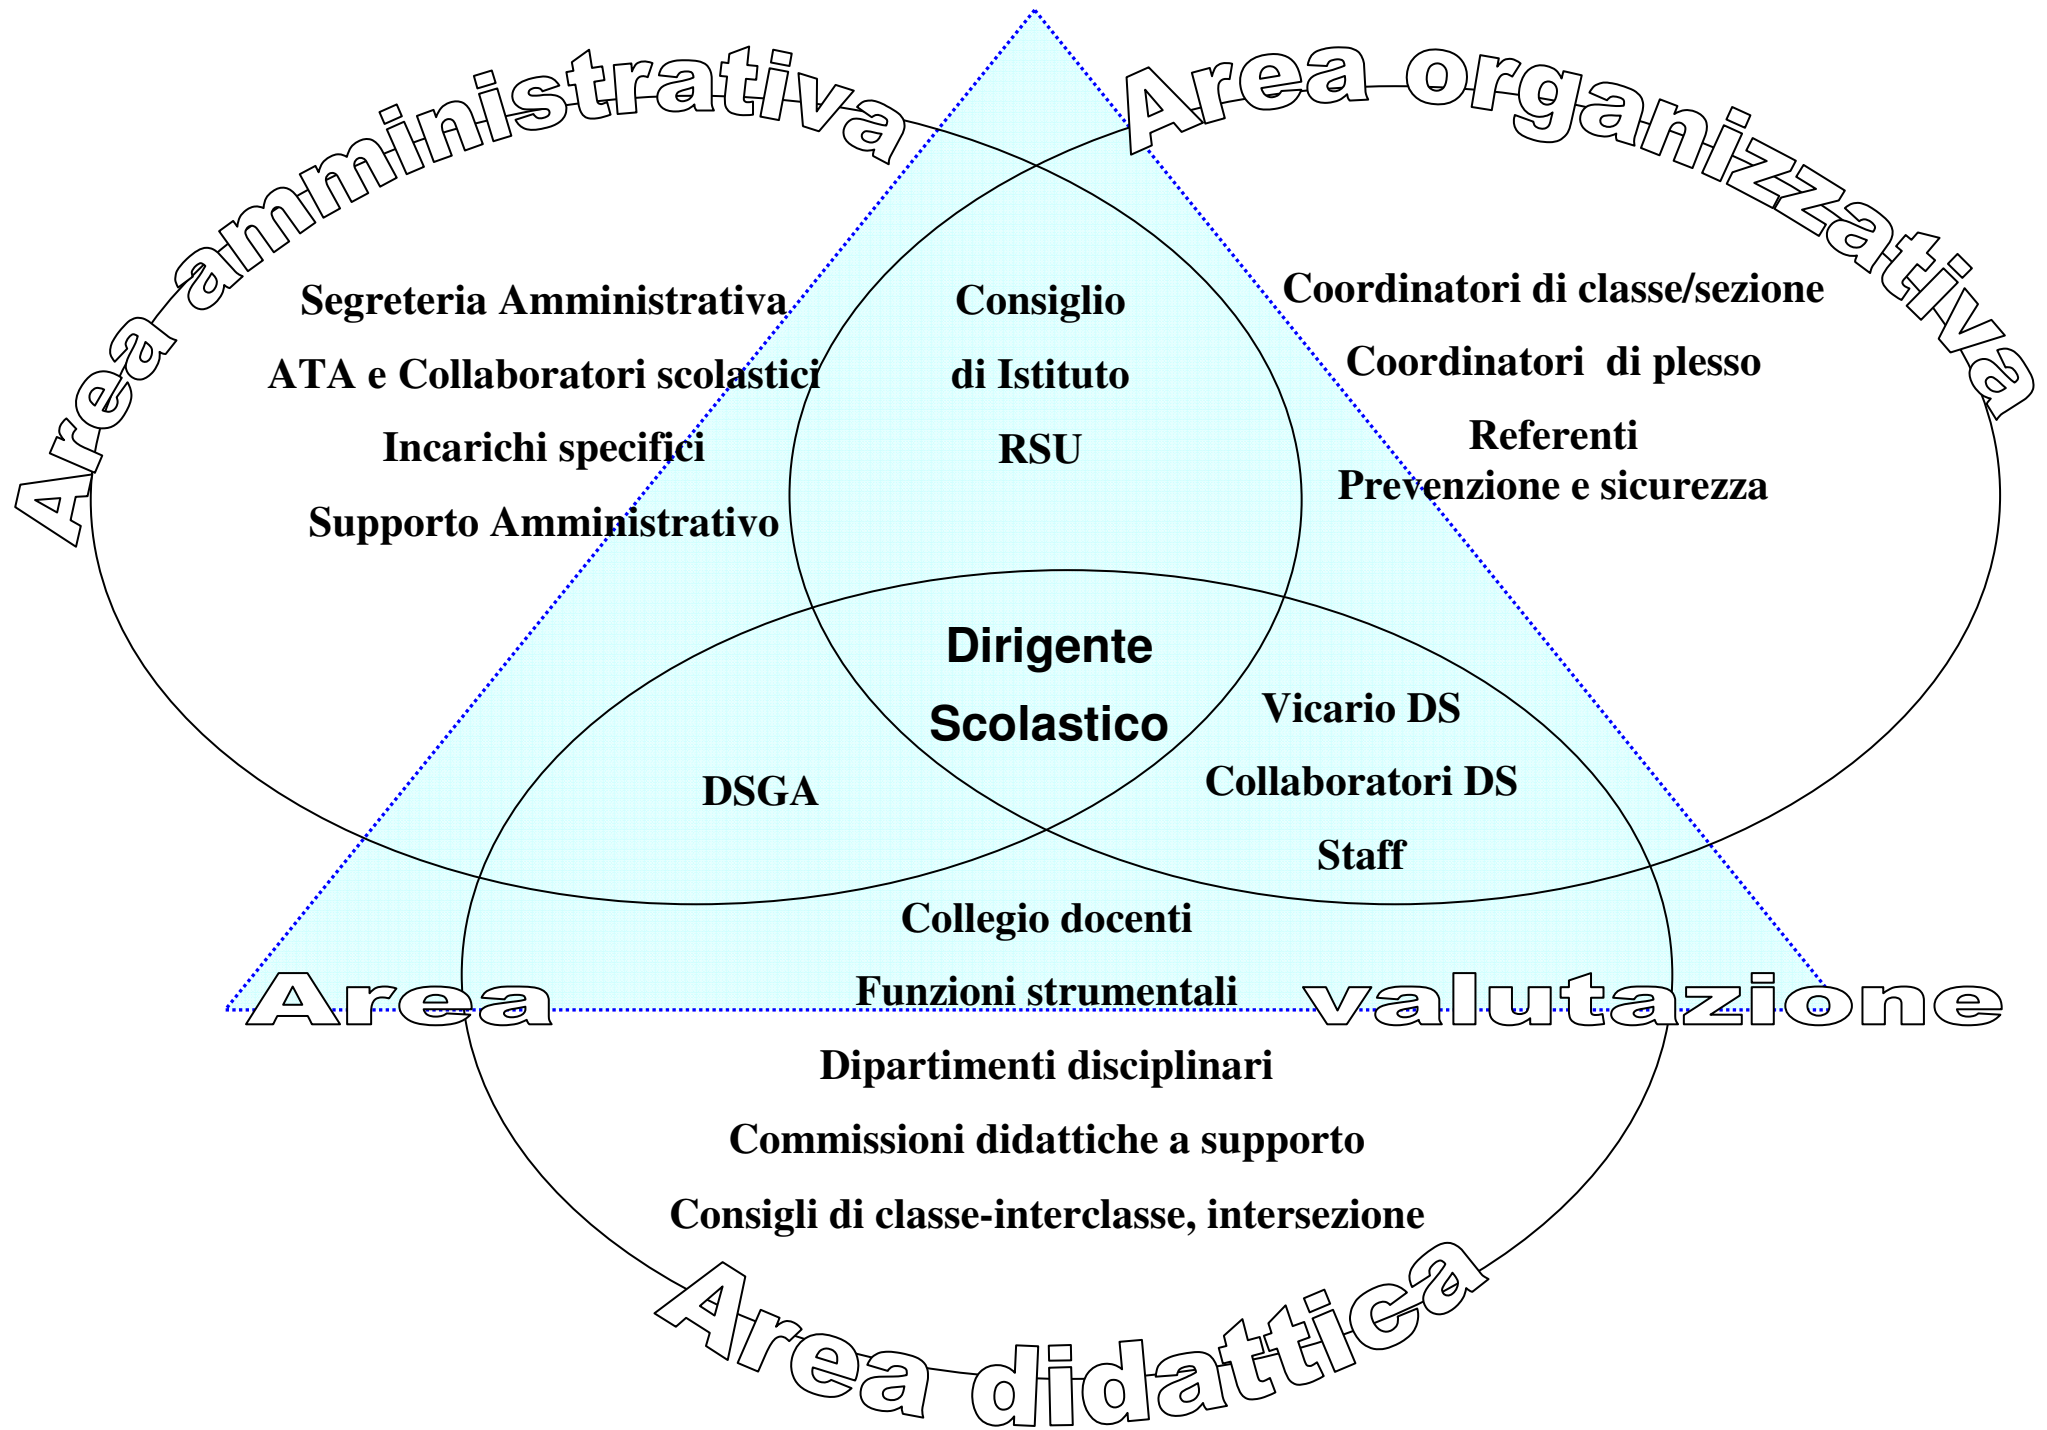 Area amministrativa
Area organizzativa
Segreteria Amministrativa
ATA e Collaboratori scolastici
Incarichi specifici
Supporto Amministrativo
Consiglio
di Istituto
RSU
Coordinatori di classe/sezione
Coordinatori di plesso
Referenti
Prevenzione e sicurezza
Dirigente
Scolastico
DSGA
Vicario DS
Collaboratori DS
Staff
Collegio docenti
Funzioni strumentali
Area valutazione
Dipartimenti disciplinari
Commissioni didattiche a supporto
Consigli di classe-interclasse, intersezione
Area didattica